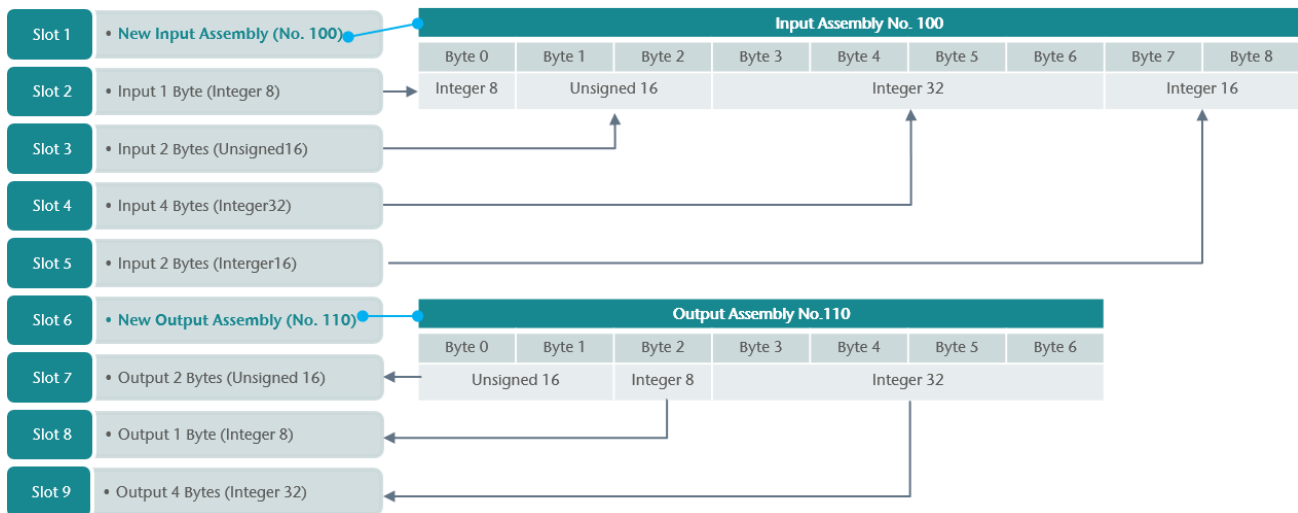 Slot 1
• New Input Assembly (No. 100)
Slot 2
• Input 1 Byte (Integer 8)
Slot 3
• Input 2 Bytes (Unsigned16)
Slot 4
• Input 4 Bytes (Integer32)
Slot 5
• Input 2 Bytes (Interger16)
Slot 6
• New Output Assembly (No. 110)
Slot 7
• Output 2 Bytes (Unsigned 16)
Slot 8
• Output 1 Byte (Integer 8)
Slot 9
• Output 4 Bytes (Integer 32)
Input Assembly No. 100
Byte 0 Byte 1 Byte 2 Byte 3 Byte 4 Byte 5 Byte 6 Byte 7 Byte 8
Integer 8 Unsigned 16 Integer 32 Integer 16
Output Assembly No.110
Byte 0 Byte 1 Byte 2 Byte 3 Byte 4 Byte 5 Byte 6
Unsigned 16 Integer 8 Integer 32